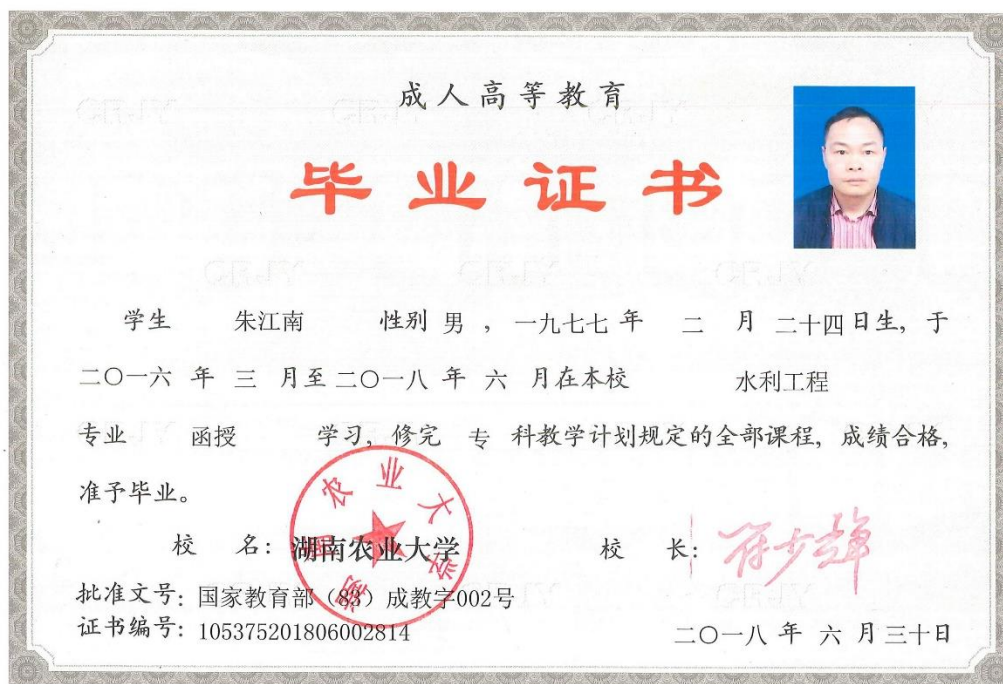 成人高等教育
毕业证书
学生 朱江南 性别 男 ，一九七七 年 二 月 二十四 日生，于
二〇一六 年 三 月至 二〇一八 年 六 月在本校 水利工程
专业 函授 学习，修完 专 科教学计划规定的全部课程，成绩合格，
准予毕业。
校 名：湖南农业大学 校 长：
湖南农业大学
批准文号：国家教育部（83）成教字002号
证书编号：105375201806002814
二〇一八 年 六 月 三十日